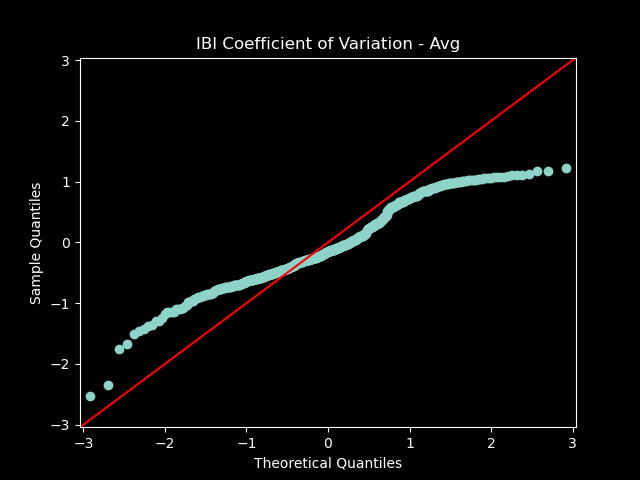 IBI Coefficient of Variation - Avg
3
2
1
0
−1
−2
−3
Sample Quantiles
−3 −2 −1 0 1 2 3
Theoretical Quantiles